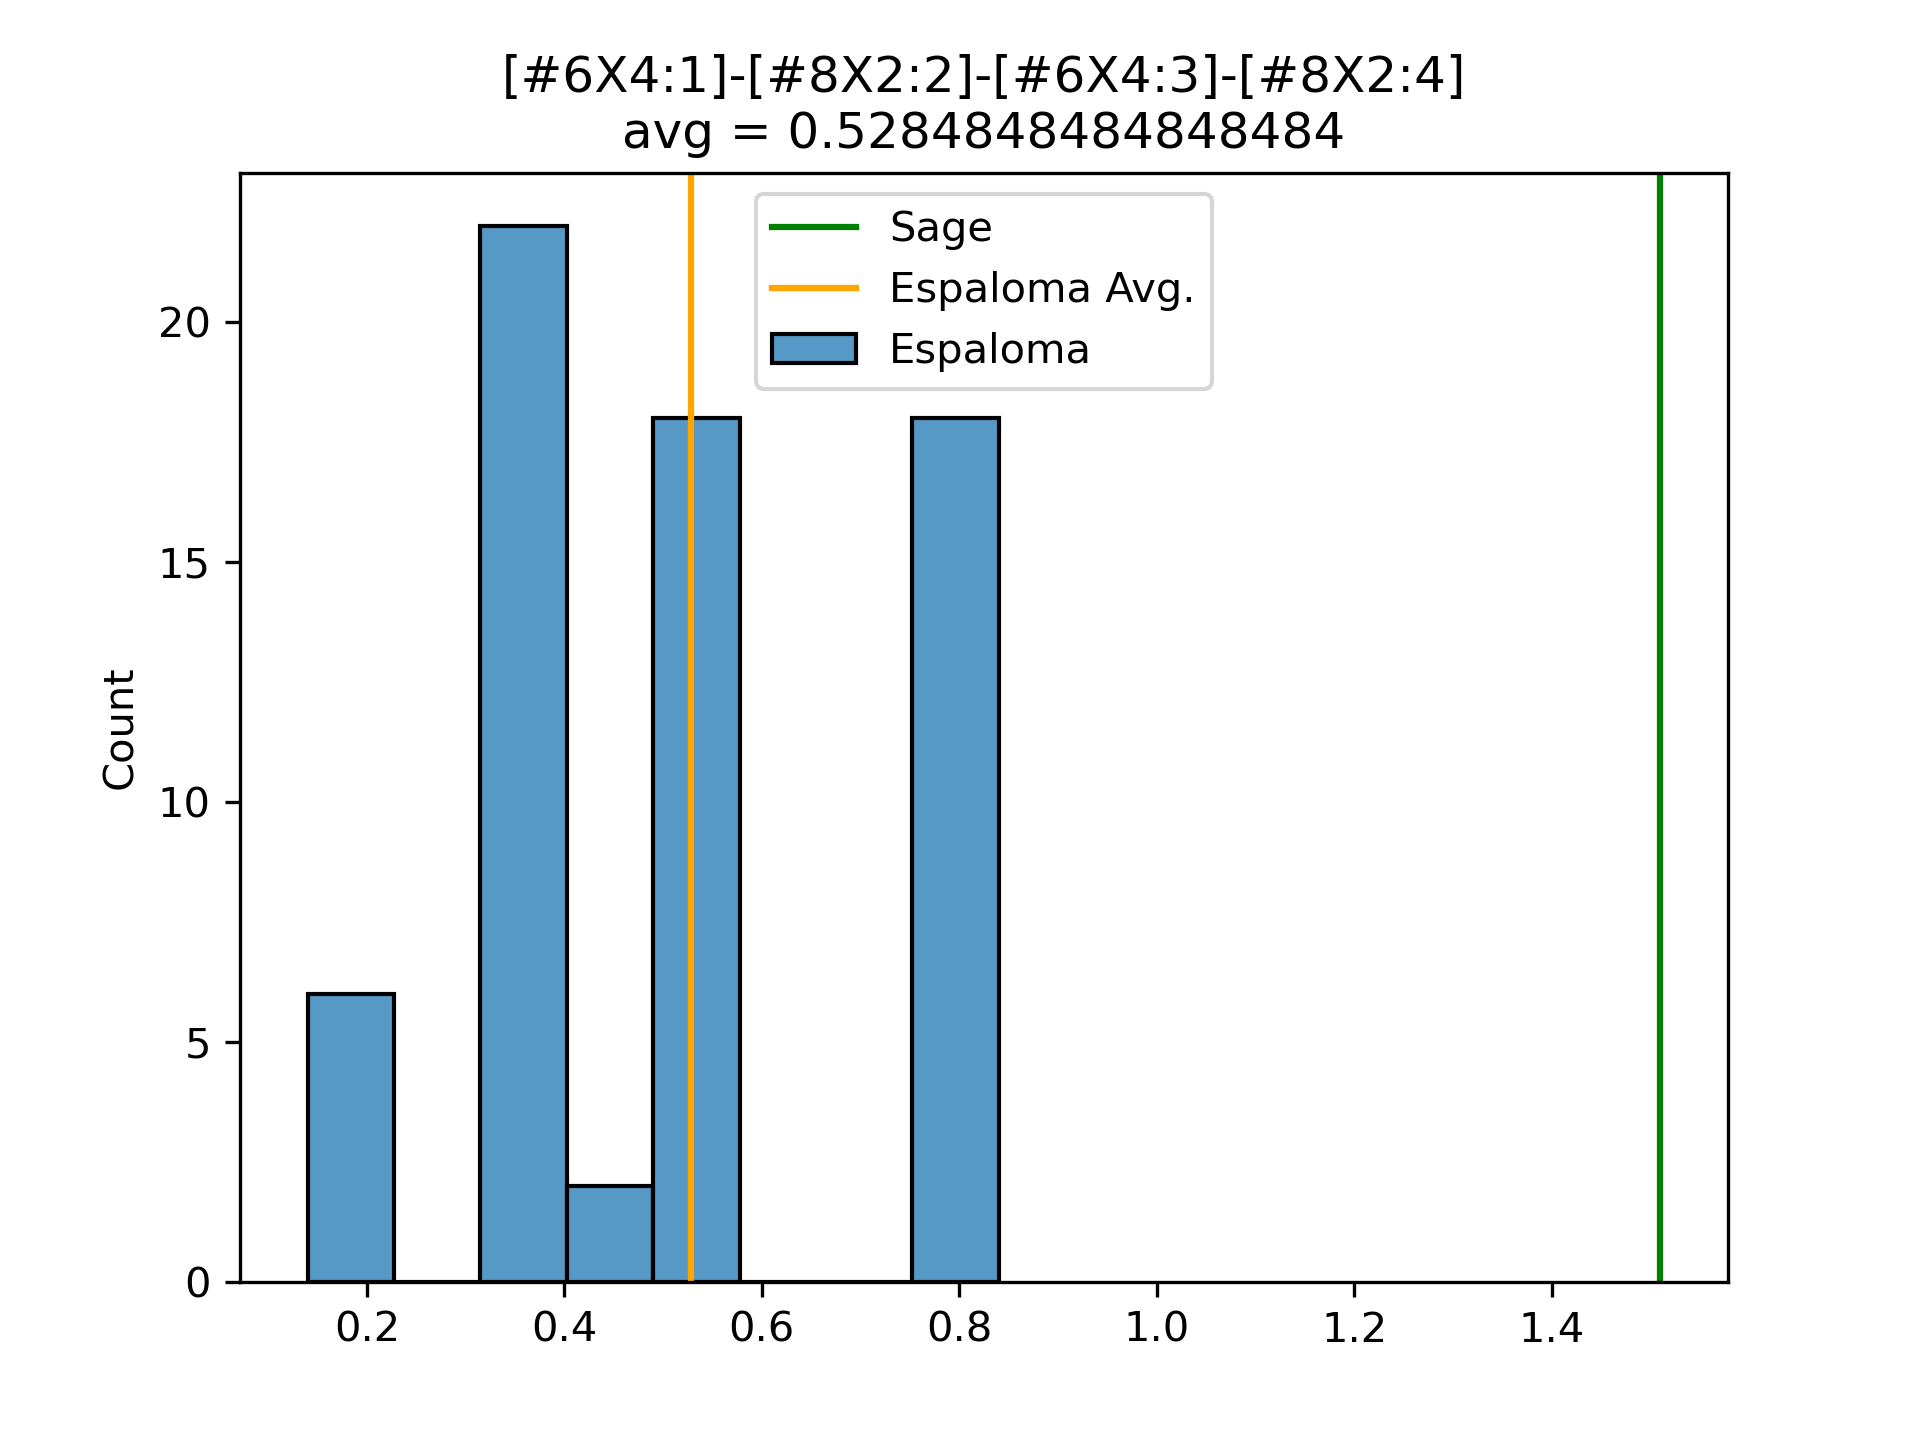 [#6X4:1]-[#8X2:2]-[#6X4:3]-[#8X2:4]
avg = 0.5284848484848484
Sage
Espaloma Avg.
Espaloma
Count
20
15
10
5
0
0.2 0.4 0.6 0.8 1.0 1.2 1.4